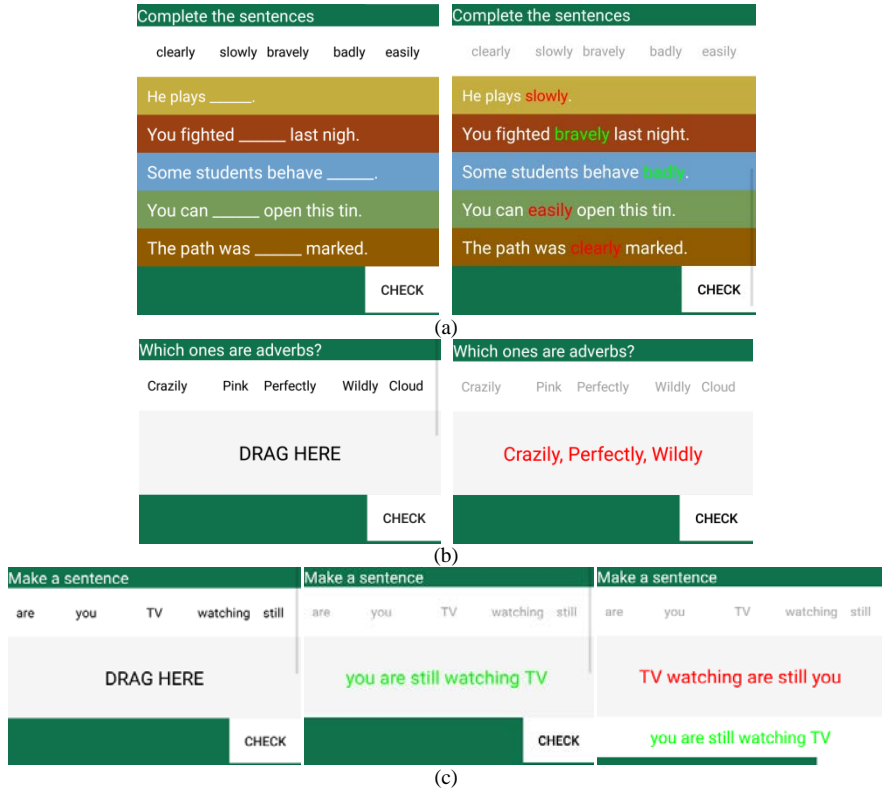 Complete the sentences
clearly slowly bravely badly easily
He plays ______.
You fighted _____ last nigh.
Some students behave _____.
You can _____ open this tin.
The path was _____ marked.
CHECK
Complete the sentences
clearly slowly bravely badly easily
He plays slowly.
You fighted bravely last night.
Some students behave badly.
You can easily open this tin.
The path was clearly marked.
CHECK
(a)
Which ones are adverbs?
Crazily Pink Perfectly Wildly Cloud
DRAG HERE
CHECK
Which ones are adverbs?
Crazily Pink Perfectly Wildly Cloud
Crazily, Perfectly, Wildly
CHECK
(b)
Make a sentence
are you TV watching still
DRAG HERE
CHECK
Make a sentence
are you TV watching still
you are still watching TV
CHECK
Make a sentence
are you TV watching still
TV watching are still you
you are still watching TV
(c)